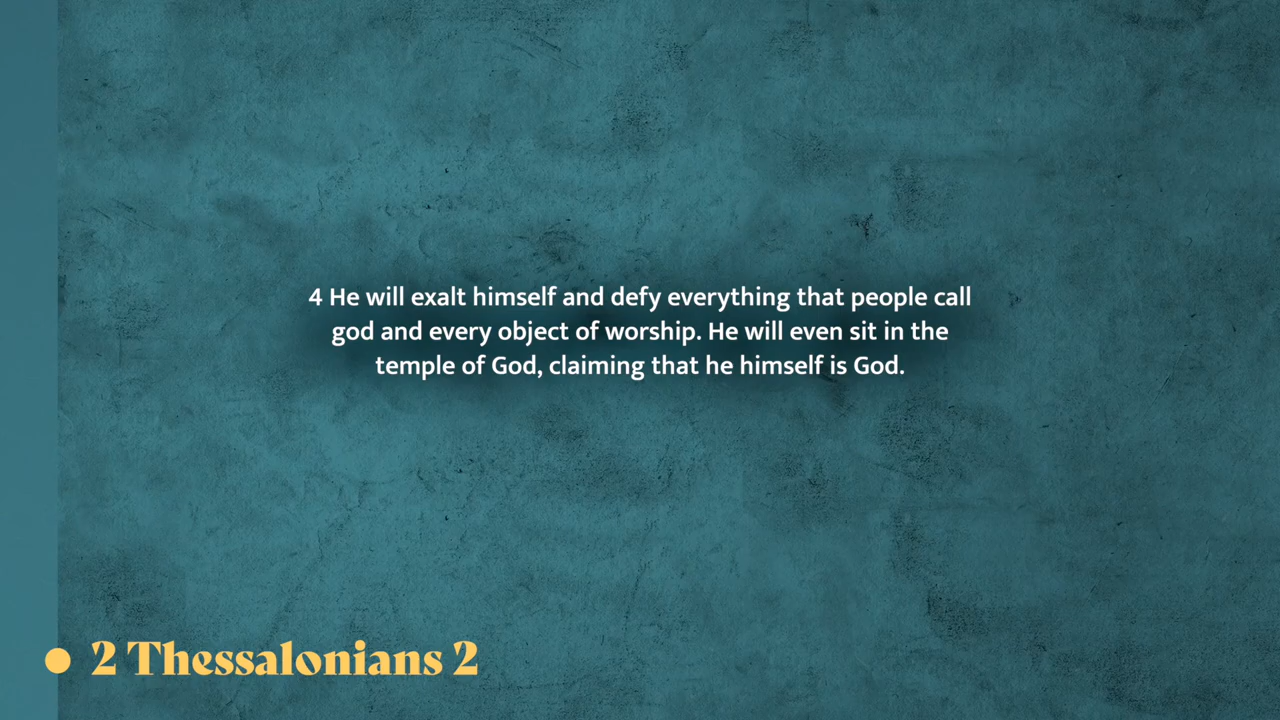 4 He will exalt himself and defy everything that people call
god and every object of worship. He will even sit in the
temple of God, claiming that he himself is God.
2 Thessalonians 2